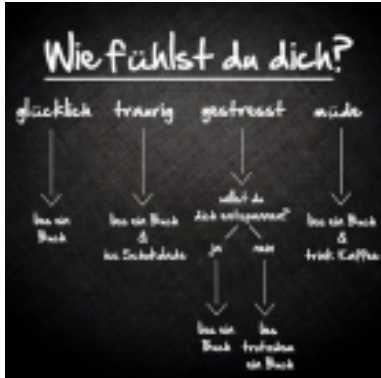 Wie fühlst du dich?
glücklich traurig gestresst müde
willst du
dich entspannen?
lies ein
Buch
lies ein Buch
&
iss Schokolade
lies ein Buch
&
trink Kaffee
ja nein
lies ein
Buch
lies
trotzdem
ein Buch